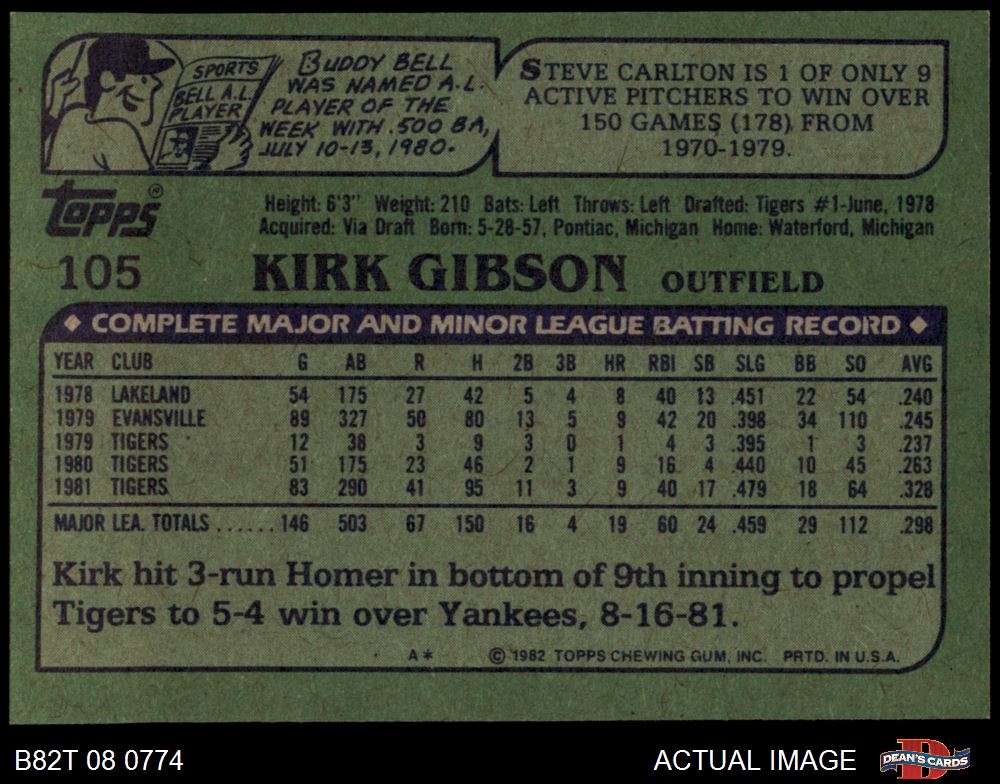 SPORTS
BELL A.L.
PLAYER
BUDDY BELL
WAS NAMED A.L.
PLAYER OF THE
WEEK WITH .500 BA,
JULY 10-13, 1980.
STEVE CARLTON IS 1 OF ONLY 9
ACTIVE PITCHERS TO WIN OVER
150 GAMES (178) FROM
1970-1979.
Topps®
Height: 6'3" Weight: 210 Bats: Left Throws: Left Drafted: Tigers #1-June, 1978
Acquired: Via Draft Born: 5-28-57, Pontiac, Michigan Home: Waterford, Michigan
105 KIRK GIBSON OUTFIELD
◆ COMPLETE MAJOR AND MINOR LEAGUE BATTING RECORD ◆
YEAR CLUB G AB R H 2B 3B HR RBI SB SLG BB SO AVG
1978 LAKELAND 54 175 27 42 5 4 8 40 13 .451 22 54 .240
1979 EVANSVILLE 89 327 50 80 13 5 9 42 20 .398 34 110 .245
1979 TIGERS 12 38 3 9 3 0 1 4 3 .395 1 3 .237
1980 TIGERS 51 175 23 46 2 1 9 16 4 .440 10 45 .263
1981 TIGERS 83 290 41 95 11 3 9 40 17 .479 18 64 .328
MAJOR LEA. TOTALS ...... 146 503 67 150 16 4 19 60 24 .459 29 112 .298
Kirk hit 3-run Homer in bottom of 9th inning to propel
Tigers to 5-4 win over Yankees, 8-16-81.
A* © 1982 TOPPS CHEWING GUM, INC. PRTD. IN U.S.A.
B82T 08 0774 ACTUAL IMAGE DEAN'S CARDS